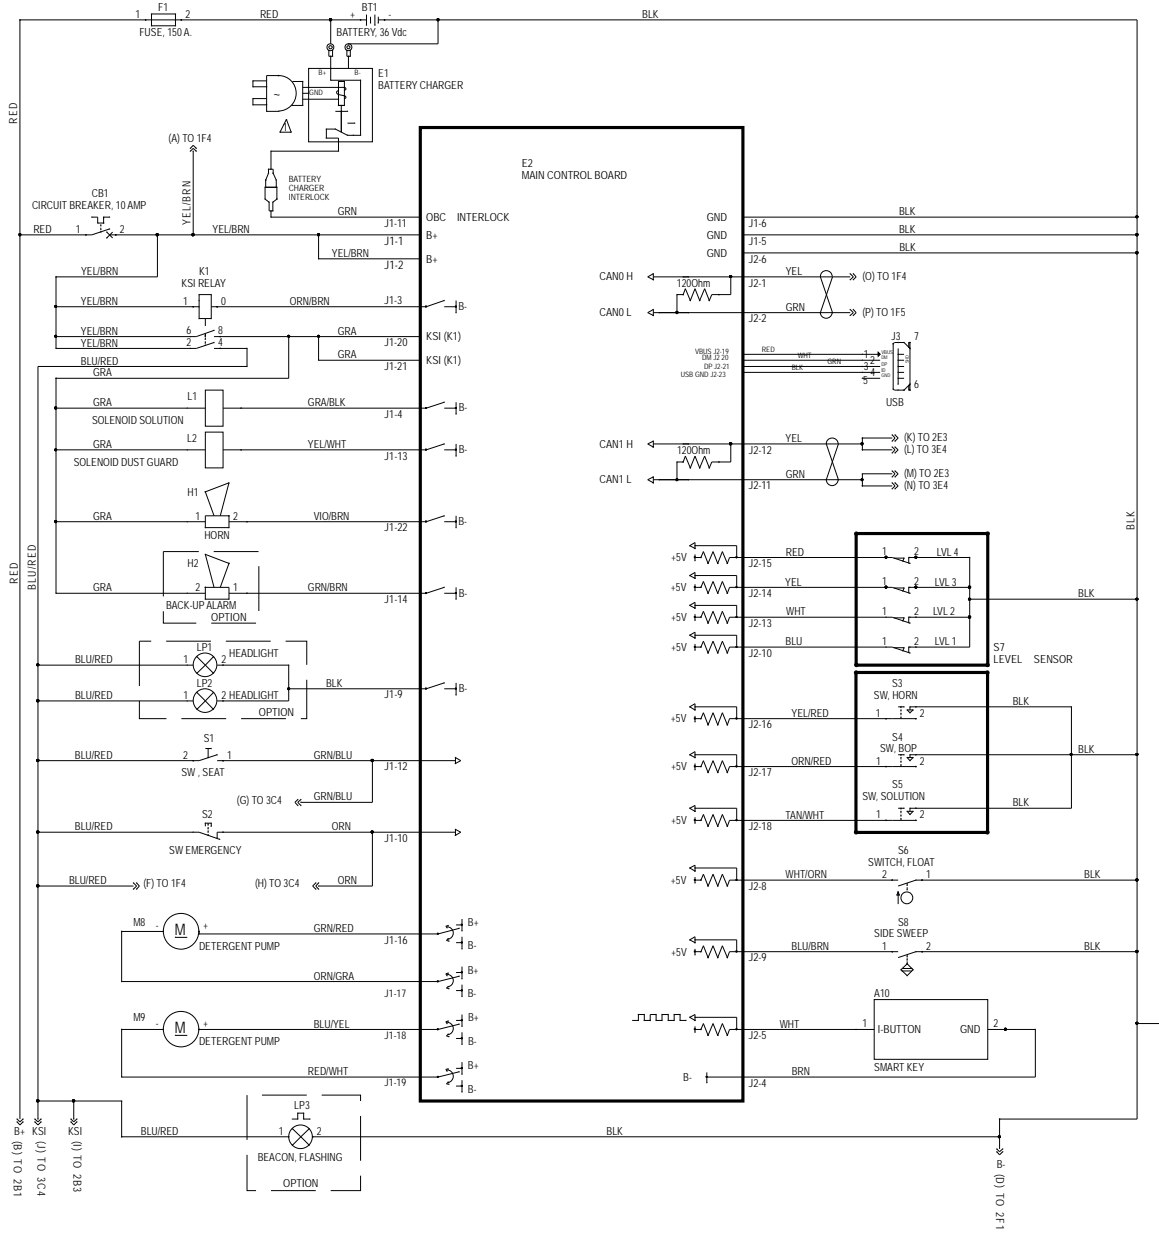 F1
1 2 RED
FUSE, 150 A.
BT1
+ -
BATTERY, 36 Vdc
BLK
B+ B-
GND
~
E1
BATTERY CHARGER
RED
(A) TO 1F4
YEL/BRN
BATTERY
CHARGER
INTERLOCK
E2
MAIN CONTROL BOARD
CB1
CIRCUIT BREAKER, 10 AMP
GRN J1-11 OBC INTERLOCK
RED 1 2 YEL/BRN J1-1 B+
YEL/BRN J1-2 B+
GND J1-6 BLK
GND J1-5 BLK
GND J2-6 BLK
YEL/BRN
K1
KSI RELAY
YEL/BRN 1 0 ORN/BRN J1-3 B-
YEL/BRN 6 8 GRA J1-20 KSI (K1)
YEL/BRN 2 4
GRA J1-21 KSI (K1)
BLU/RED
GRA
CAN0 H 120Ohm J2-1 YEL (O) TO 1F4
CAN0 L J2-2 GRN (P) TO 1F5
VBUS J2-19 RED 1 VBUS
DM J2 20 WHT 2 DM
DP J2-21 GRN 3 DP
USB GND J2-23 BLK 4 ID
5 GND
J3 7
6
USB
L1
GRA GRA/BLK J1-4 B-
SOLENOID SOLUTION
L2
GRA YEL/WHT J1-13 B-
SOLENOID DUST GUARD
CAN1 H 120Ohm J2-12 YEL (K) TO 2E3
(L) TO 3E4
CAN1 L J2-11 GRN (M) TO 2E3
(N) TO 3E4
H1
GRA 1 2 VIO/BRN J1-22 B-
HORN
BLK
RED
BLU/RED
H2
GRA 2 1 GRN/BRN J1-14 B-
BACK-UP ALARM
OPTION
+5V J2-15 RED 1 2 LVL 4
+5V J2-14 YEL 1 2 LVL 3
BLK
+5V J2-13 WHT 1 2 LVL 2
+5V J2-10 BLU 1 2 LVL 1
S7
LEVEL SENSOR
LP1
BLU/RED 1 2 HEADLIGHT
LP2
BLK J1-9 B-
BLU/RED 1 2 HEADLIGHT
OPTION
S3
SW, HORN
+5V J2-16 YEL/RED 1 2 BLK
S4
SW, BOP
+5V J2-17 ORN/RED 1 2 BLK
S5
SW, SOLUTION
+5V J2-18 TAN/WHT 1 2 BLK
S1
BLU/RED 2 1 GRN/BLU J1-12
SW , SEAT
(G) TO 3C4 GRN/BLU
S2
BLU/RED ORN J1-10
SW EMERGENCY
BLU/RED (F) TO 1F4 (H) TO 3C4 ORN
S6
SWITCH, FLOAT
+5V J2-8 WHT/ORN 2 1 BLK
M8 - M + GRN/RED J1-16 B+
B-
DETERGENT PUMP
ORN/GRA J1-17 B+
B-
S8
SIDE SWEEP
+5V J2-9 BLU/BRN 1 2 BLK
M9 - M + BLU/YEL J1-18 B+
B-
DETERGENT PUMP
RED/WHT J1-19 B+
B-
A10
J2-5 WHT 1 I-BUTTON GND 2
SMART KEY
B- J2-4 BRN
LP3
BLU/RED 1 2 BLK
BEACON, FLASHING
OPTION
B+ (B) TO 2B1
KSI (J) TO 3C4
KSI (I) TO 2B3
B- (D) TO 2F1